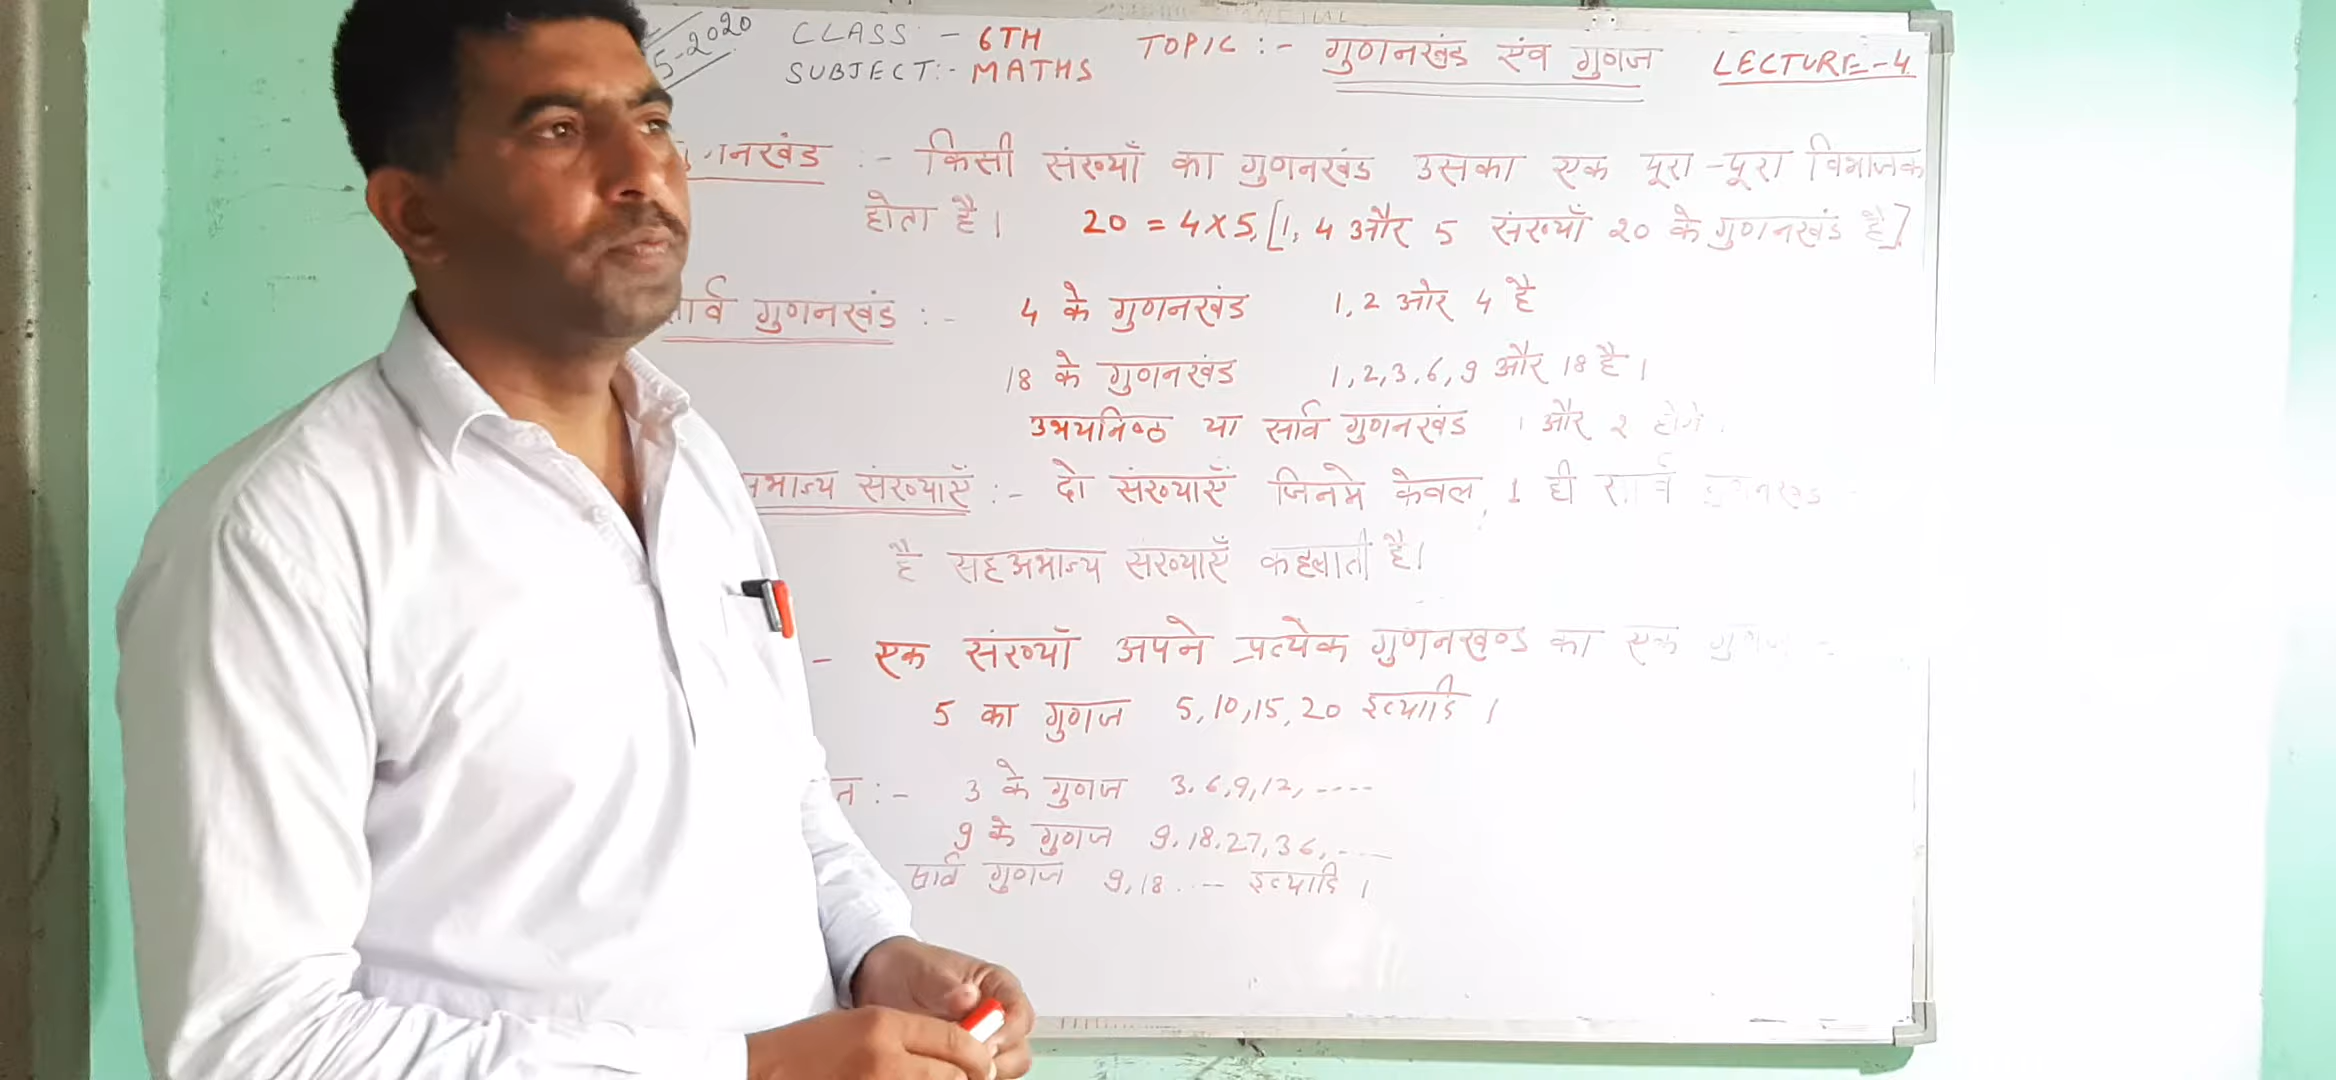 5-2020
CLASS :- 6TH TOPIC :- गुणनखंड एंव गुणज LECTURE-4
SUBJECT:- MATHS
गुणनखंड :- किसी संख्याँ का गुणनखंड उसका एक पूरा-पूरा विभाजक
होता है। 20 = 4×5, [1, 4 और 5 संख्याँ 20 के गुणनखंड है]
सार्व गुणनखंड :- 4 के गुणनखंड 1, 2 और 4 है
18 के गुणनखंड 1, 2, 3, 6, 9 और 18 है।
उभयनिष्ठ या सार्व गुणनखंड 1 और 2 होगे।
भाज्य संख्याएँ :- दो संख्याएँ जिनमे केवल 1 ही सार्व गुणनखंड
है सहअभाज्य संख्याएँ कहलाती है।
- एक संख्याँ अपने प्रत्येक गुणनखण्ड का एक गुणज
5 का गुणज 5, 10, 15, 20 इत्यादि।
:- 3 के गुणज 3, 6, 9, 12, ----
9 के गुणज 9, 18, 27, 36, ----
सार्व गुणज 9, 18 ---- इत्यादि।